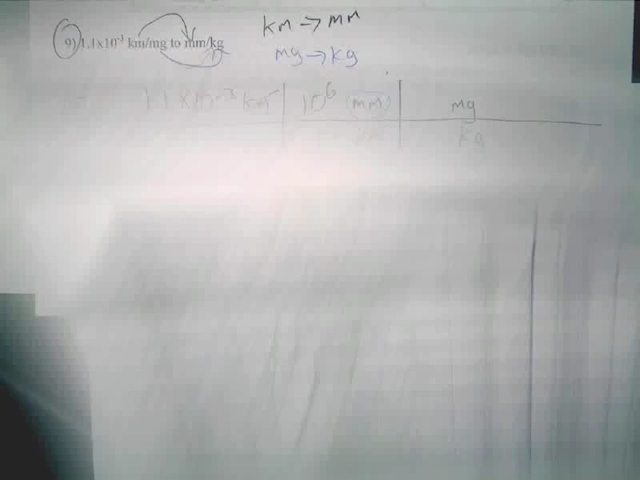 9) 1.1x10⁻³ km/mg to mm/kg
km → mm
mg → kg
1.1 x10⁻³ km | 10⁶ mm | mg
km kg